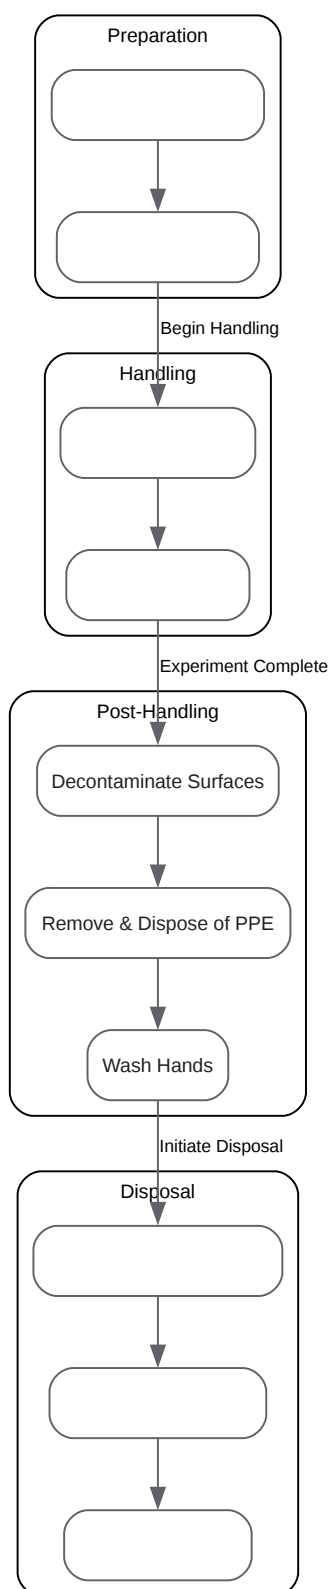 Preparation
Begin Handling
Handling
Experiment Complete
Post-Handling
Decontaminate Surfaces
Remove & Dispose of PPE
Wash Hands
Initiate Disposal
Disposal